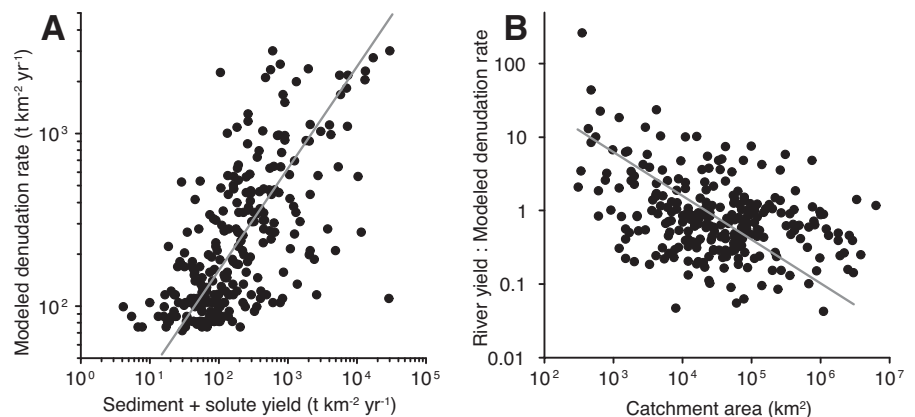 A
Modeled denudation rate (t km⁻² yr⁻¹)
10³
10²
10⁰ 10¹ 10² 10³ 10⁴ 10⁵
Sediment + solute yield (t km⁻² yr⁻¹)
B
River yield : Modeled denudation rate
100
10
1
0.1
0.01
10² 10³ 10⁴ 10⁵ 10⁶ 10⁷
Catchment area (km²)